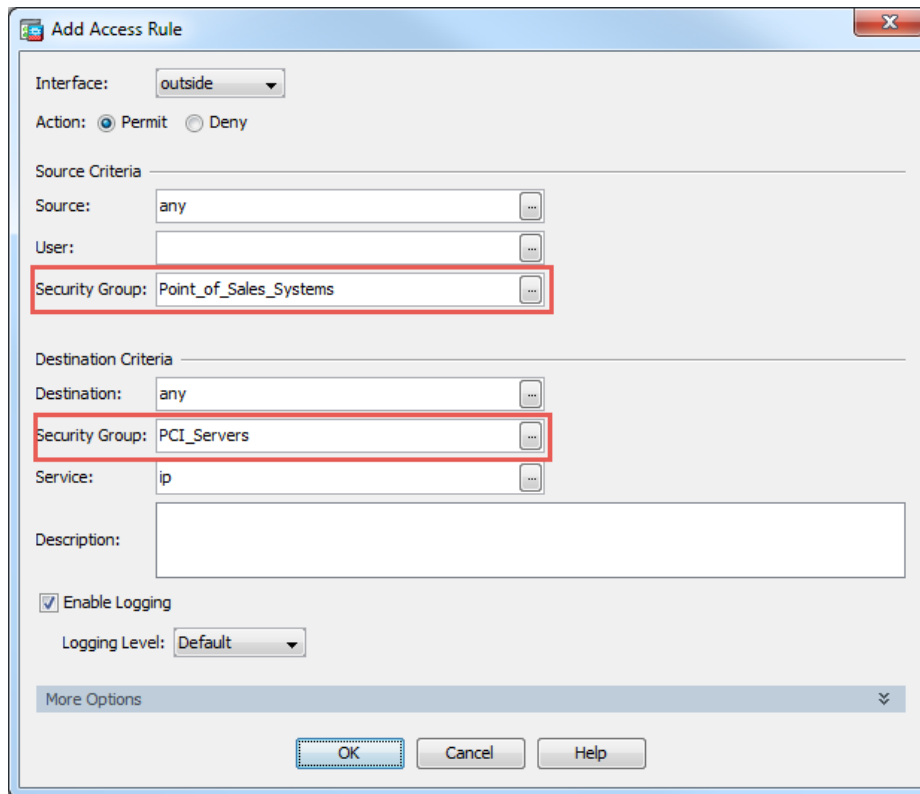 Add Access Rule
Interface: outside
Action: Permit Deny
Source Criteria
Source: any ...
User: ...
Security Group: Point_of_Sales_Systems ...
Destination Criteria
Destination: any ...
Security Group: PCI_Servers ...
Service: ip ...
Description:
Enable Logging
Logging Level: Default
More Options
OK Cancel Help